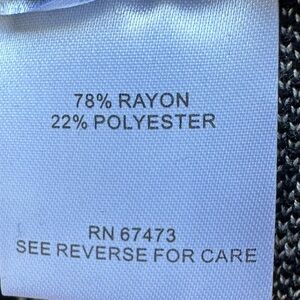 78% RAYON
22% POLYESTER
RN 67473
SEE REVERSE FOR CARE